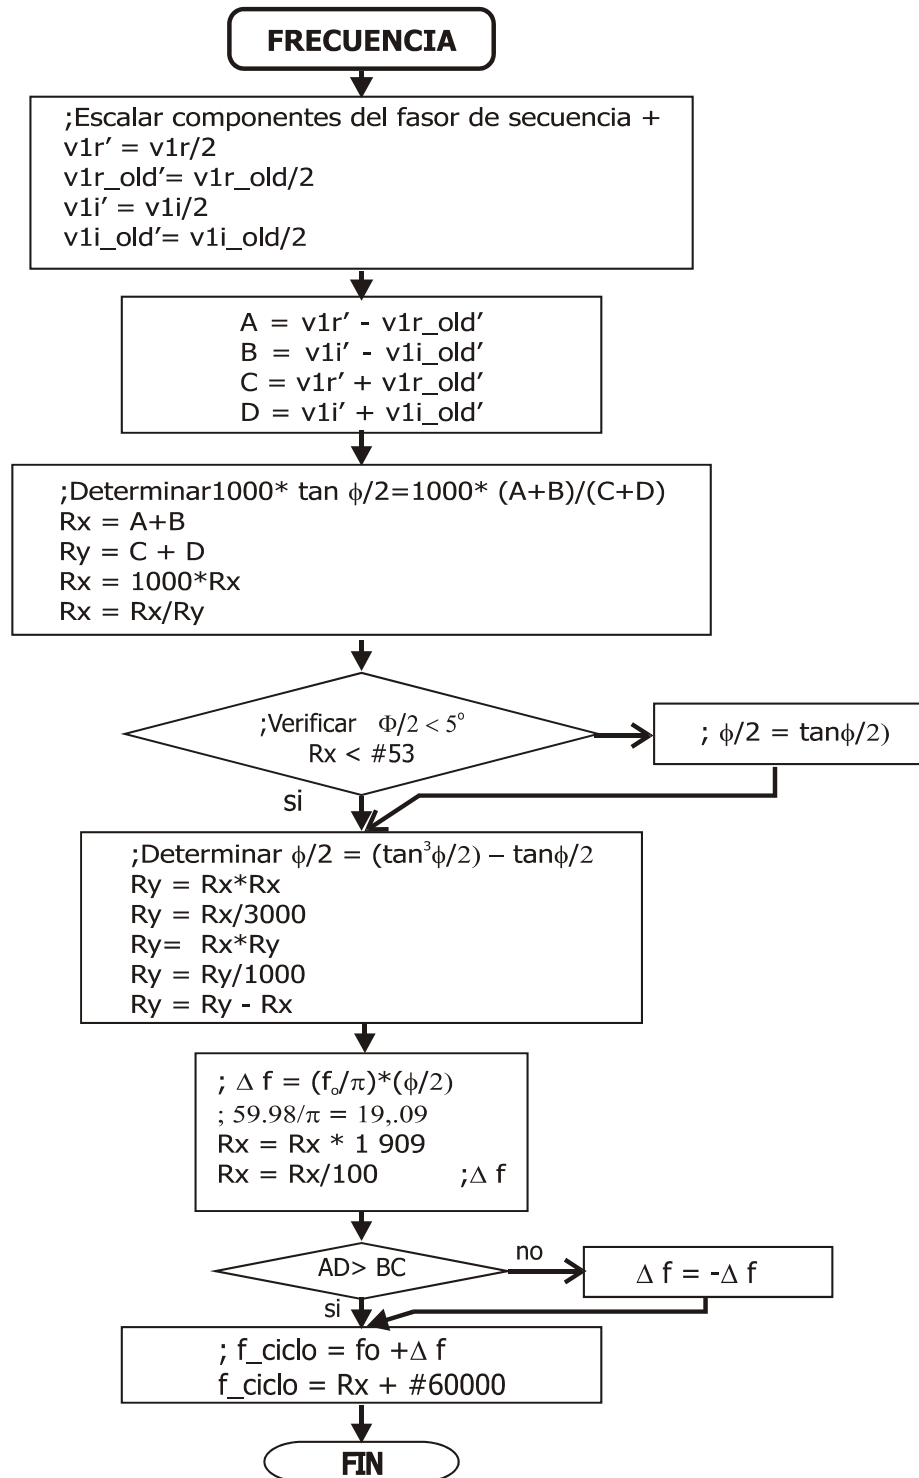 FRECUENCIA
;Escalar componentes del fasor de secuencia +
v1r’ = v1r/2
v1r_old’= v1r_old/2
v1i’ = v1i/2
v1i_old’= v1i_old/2
A = v1r’ - v1r_old’
B = v1i’ - v1i_old’
C = v1r’ + v1r_old’
D = v1i’ + v1i_old’
;Determinar1000* tan ϕ/2=1000* (A+B)/(C+D)
Rx = A+B
Ry = C + D
Rx = 1000*Rx
Rx = Rx/Ry
;Verificar Φ/2 < 5°
Rx < #53
; ϕ/2 = tanϕ/2)
si
;Determinar ϕ/2 = (tan³ϕ/2) – tanϕ/2
Ry = Rx*Rx
Ry = Rx/3000
Ry= Rx*Ry
Ry = Ry/1000
Ry = Ry - Rx
; Δ f = (fₒ/π)*(ϕ/2)
; 59.98/π = 19,.09
Rx = Rx * 1 909
Rx = Rx/100 ;Δ f
AD> BC
no
Δ f = -Δ f
si
; f_ciclo = fo +Δ f
f_ciclo = Rx + #60000
FIN